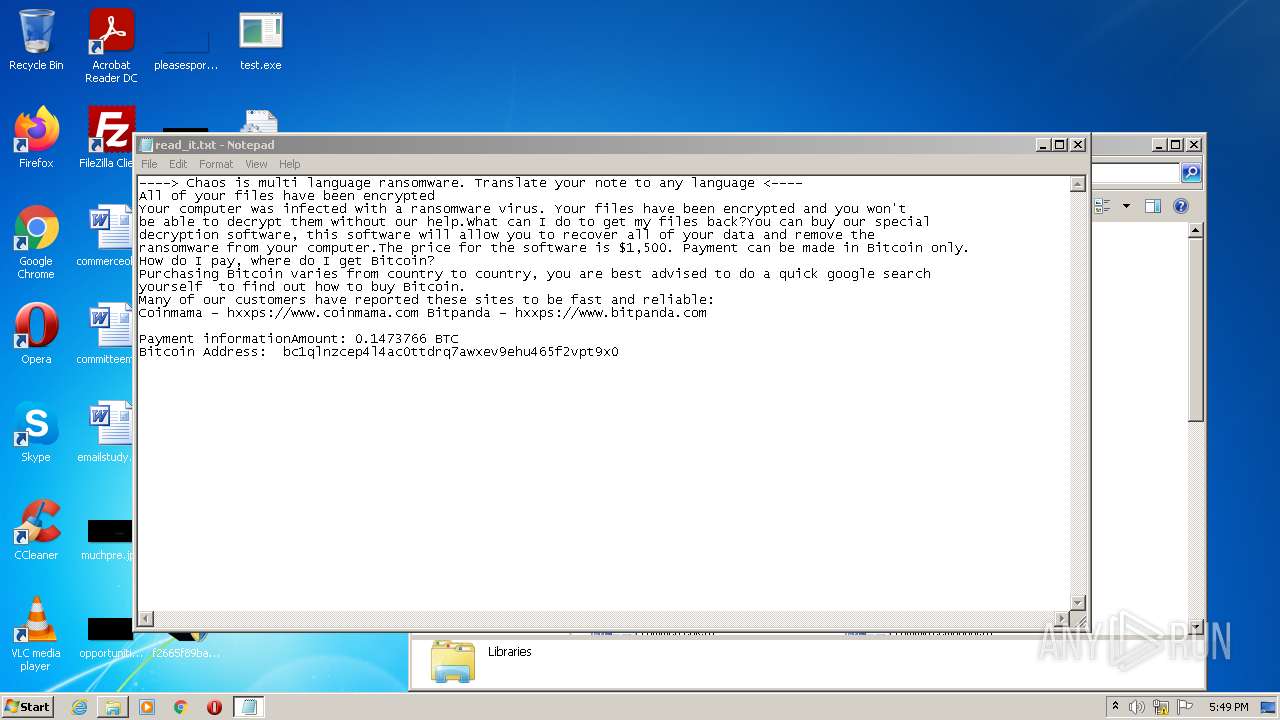 Recycle Bin
Acrobat
Reader DC
pleasespor...
test.exe
Firefox
FileZilla Clie
read_it.txt - Notepad
File Edit Format View Help
----> Chaos is multi language ransomware. Translate your note to any language <----
All of your files have been encrypted
Your computer was infected with a ransomware virus. Your files have been encrypted and you won't
be able to decrypt them without our help.What can I do to get my files back?You can buy our special
decryption software, this software will allow you to recover all of your data and remove the
ransomware from your computer.The price for the software is $1,500. Payment can be made in Bitcoin only.
How do I pay, where do I get Bitcoin?
Purchasing Bitcoin varies from country to country, you are best advised to do a quick google search
yourself  to find out how to buy Bitcoin.
Many of our customers have reported these sites to be fast and reliable:
Coinmama - hxxps://www.coinmama.com Bitpanda - hxxps://www.bitpanda.com
Payment informationAmount: 0.1473766 BTC
Bitcoin Address:  bc1qlnzcep4l4ac0ttdrq7awxev9ehu465f2vpt9x0
Google
Chrome
commerceo
Opera
committeem
Skype
emailstudy.
CCleaner
muchpre.jp
VLC media
player
opportuniti...
f2665f89ba...
Libraries
ANY RUN
Start
5:49 PM